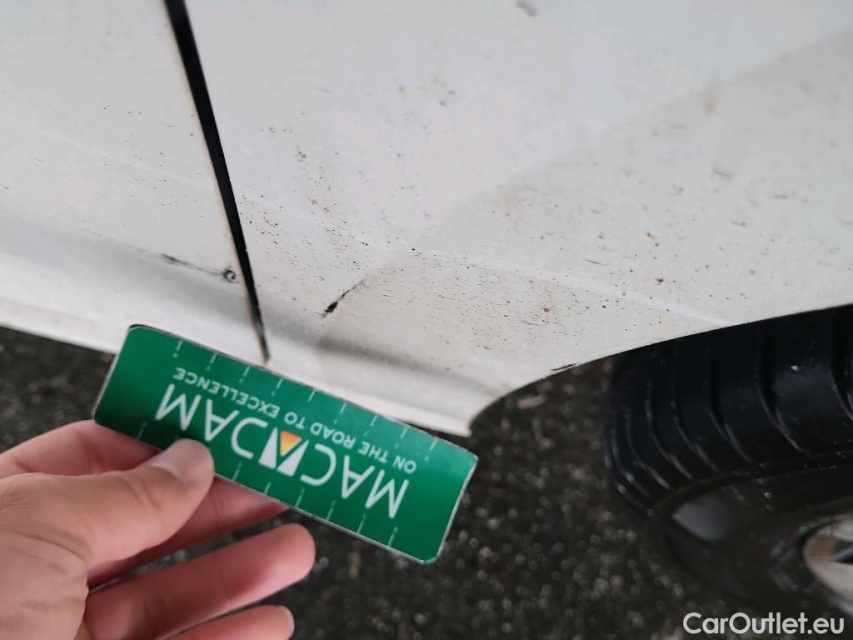 MACADAM
ON THE ROAD TO EXCELLENCE
CarOutlet.eu